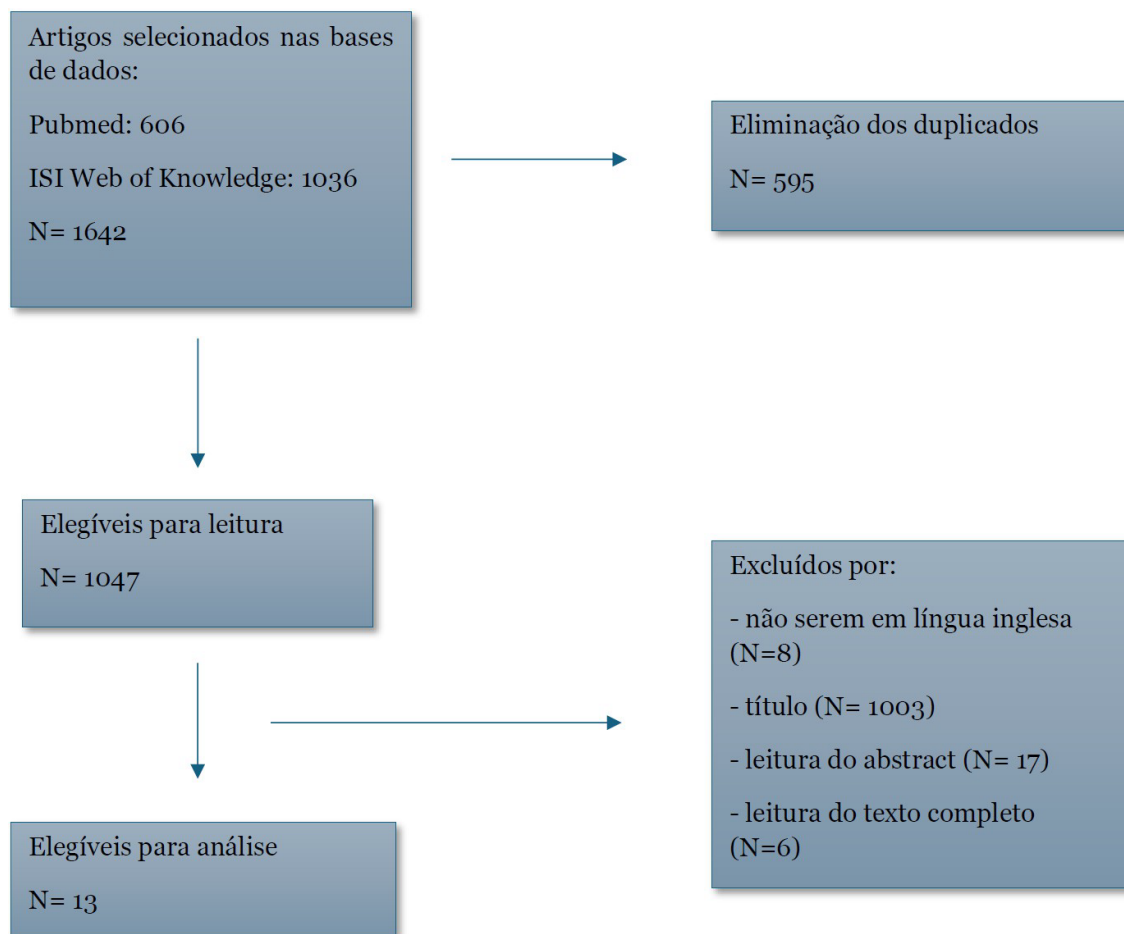 Artigos selecionados nas bases
de dados:
Pubmed: 606
ISI Web of Knowledge: 1036
N= 1642
Eliminação dos duplicados
N= 595
Elegíveis para leitura
N= 1047
Excluídos por:
- não serem em língua inglesa
(N=8)
- título (N= 1003)
- leitura do abstract (N= 17)
- leitura do texto completo
(N=6)
Elegíveis para análise
N= 13